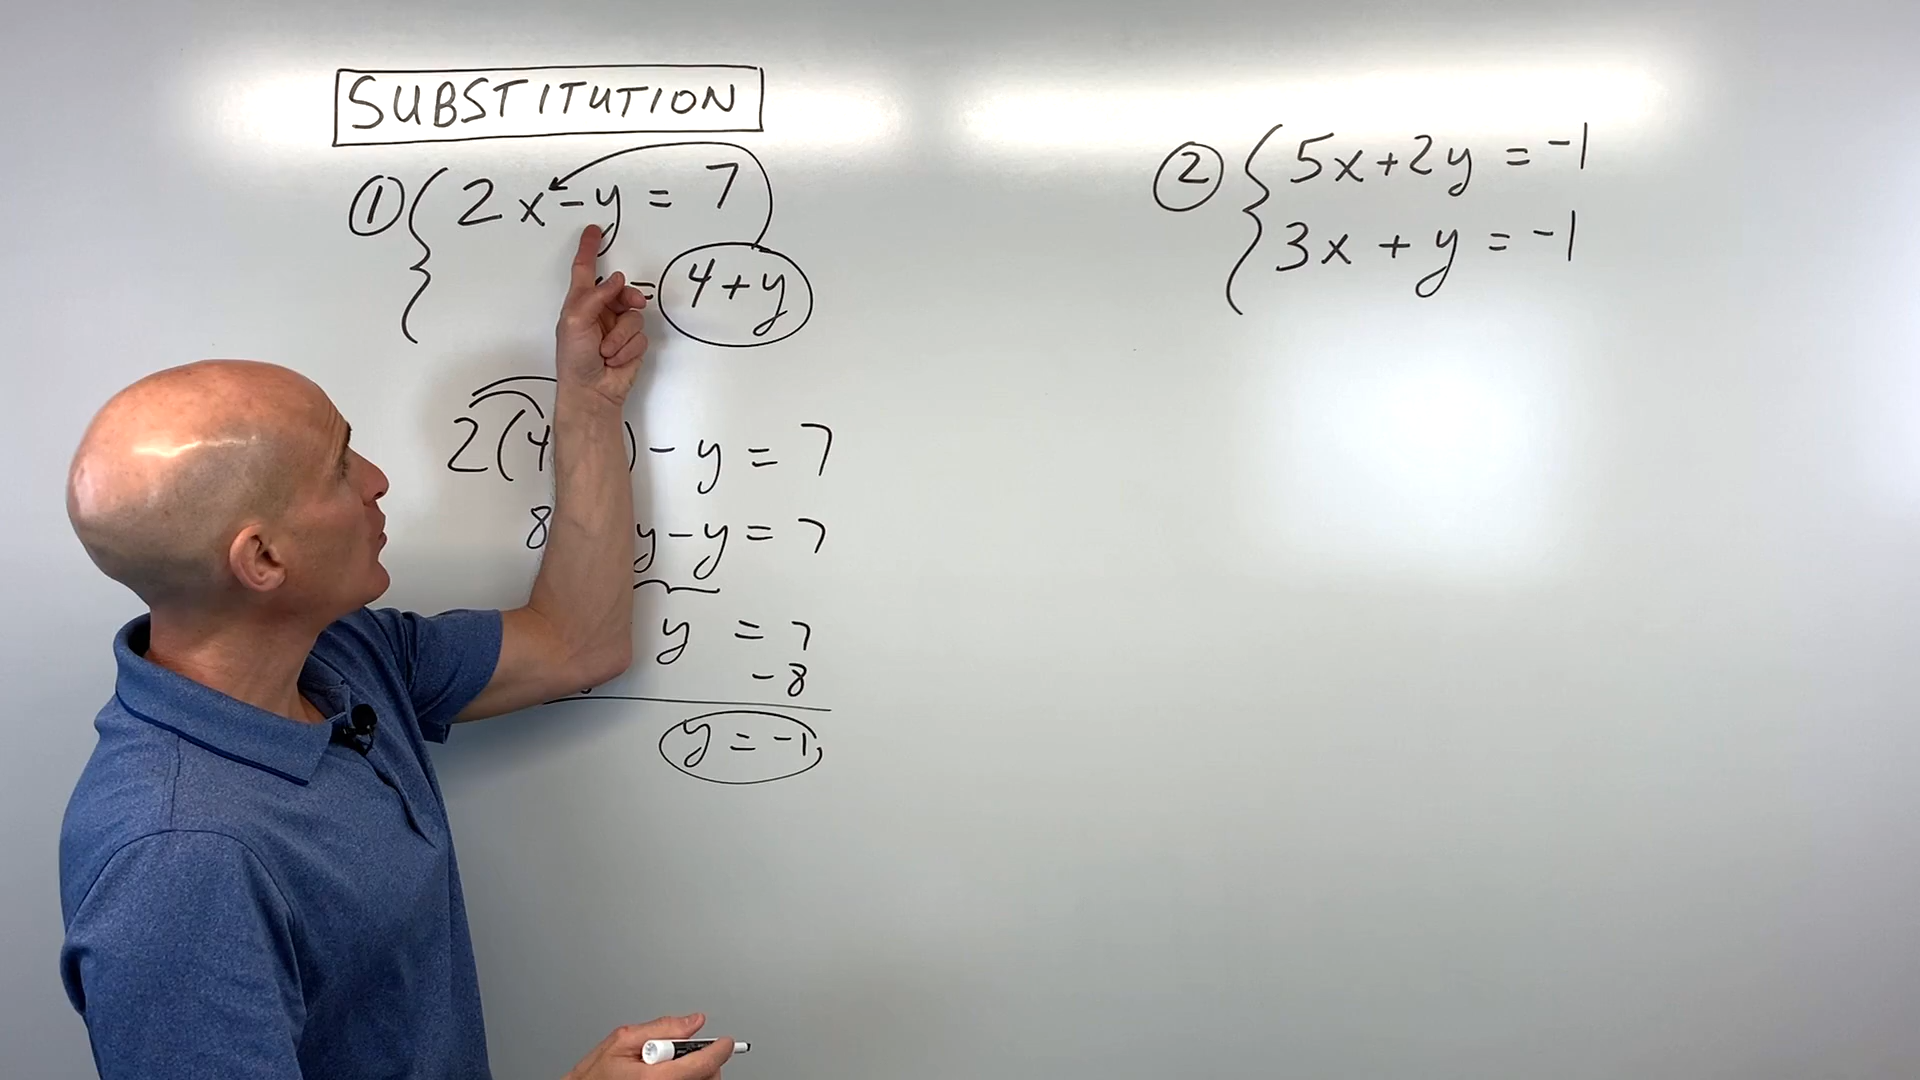 SUBSTITUTION
① 2x - y = 7
= 4 + y
2(4 ) - y = 7
8 y - y = 7
y = 7
- 8
y = -1
② 5x + 2y = -1
3x + y = -1